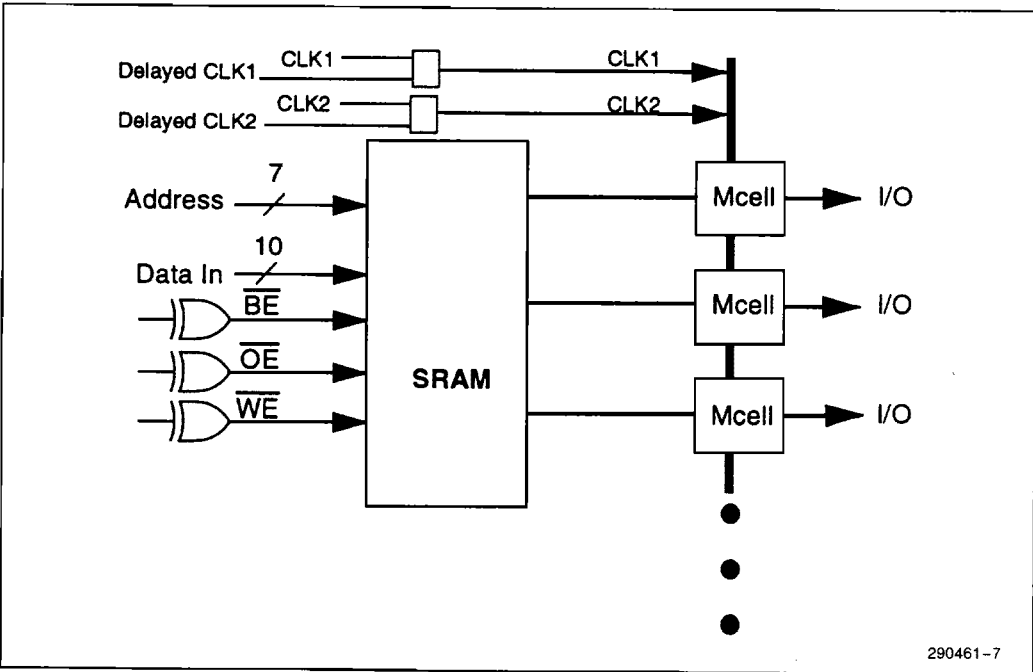 Delayed CLK1
CLK1
CLK1
Delayed CLK2
CLK2
CLK2
Address
7
Data In
10
BE
OE
WE
SRAM
Mcell
I/O
Mcell
I/O
Mcell
I/O
290461-7